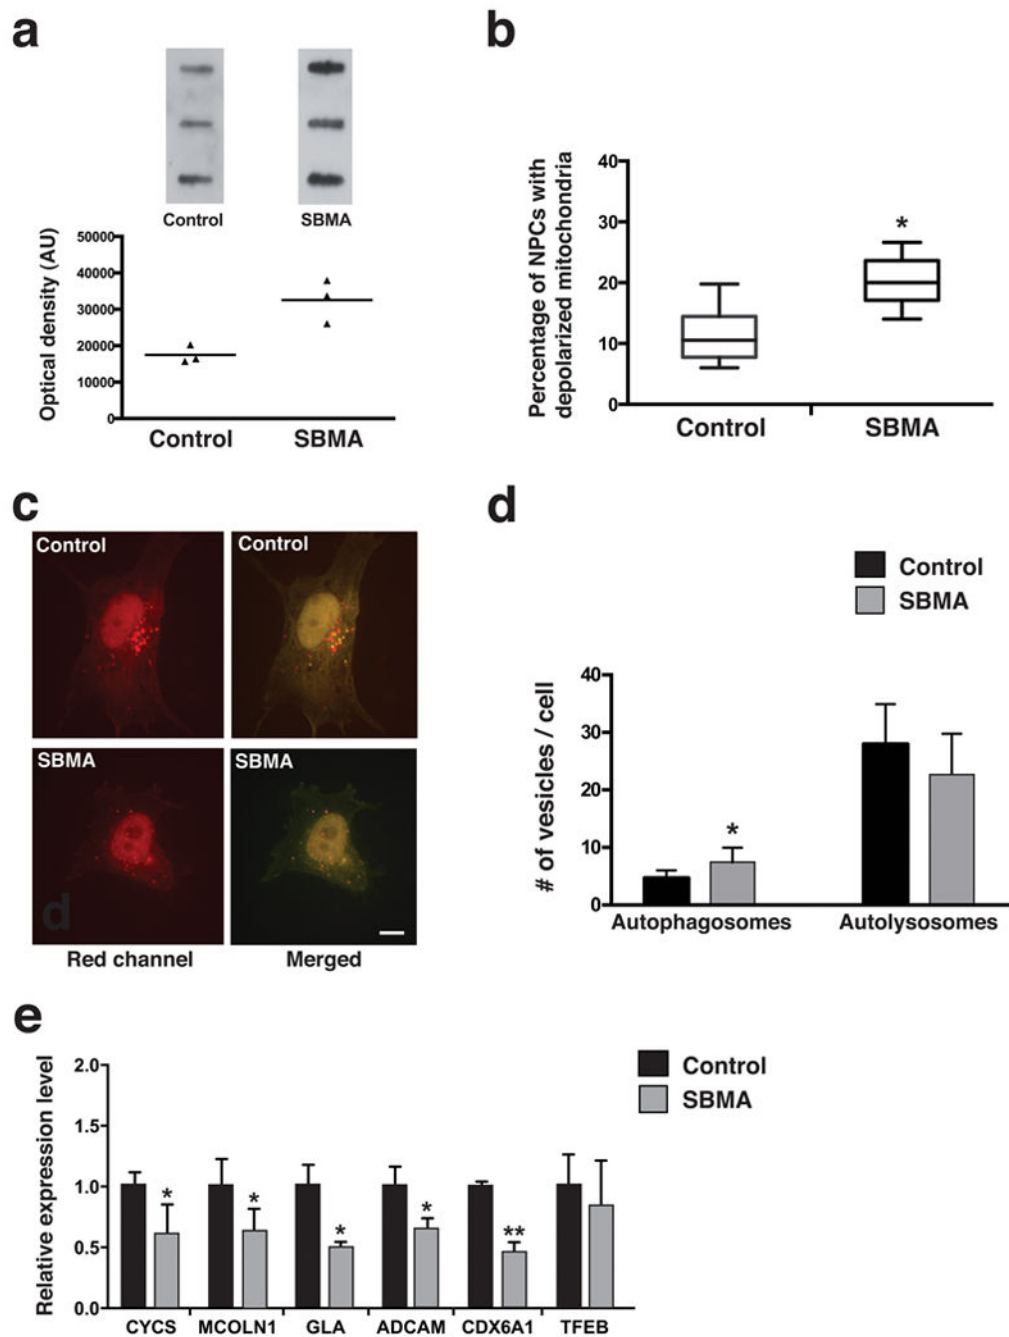 a
Control
SBMA
Optical density (AU)
50000
40000
30000
20000
10000
0
Control
SBMA
b
Percentage of NPCs with
depolarized mitochondria
40
30
20
10
0
*
Control
SBMA
c
Control
Control
SBMA
SBMA
d
Red channel
Merged
d
Control
SBMA
# of vesicles / cell
40
30
20
10
0
*
Autophagosomes
Autolysosomes
e
Control
SBMA
Relative expression level
2.0
1.5
1.0
0.5
0.0
* * * * **
CYCS MCOLN1 GLA ADCAM CDX6A1 TFEB